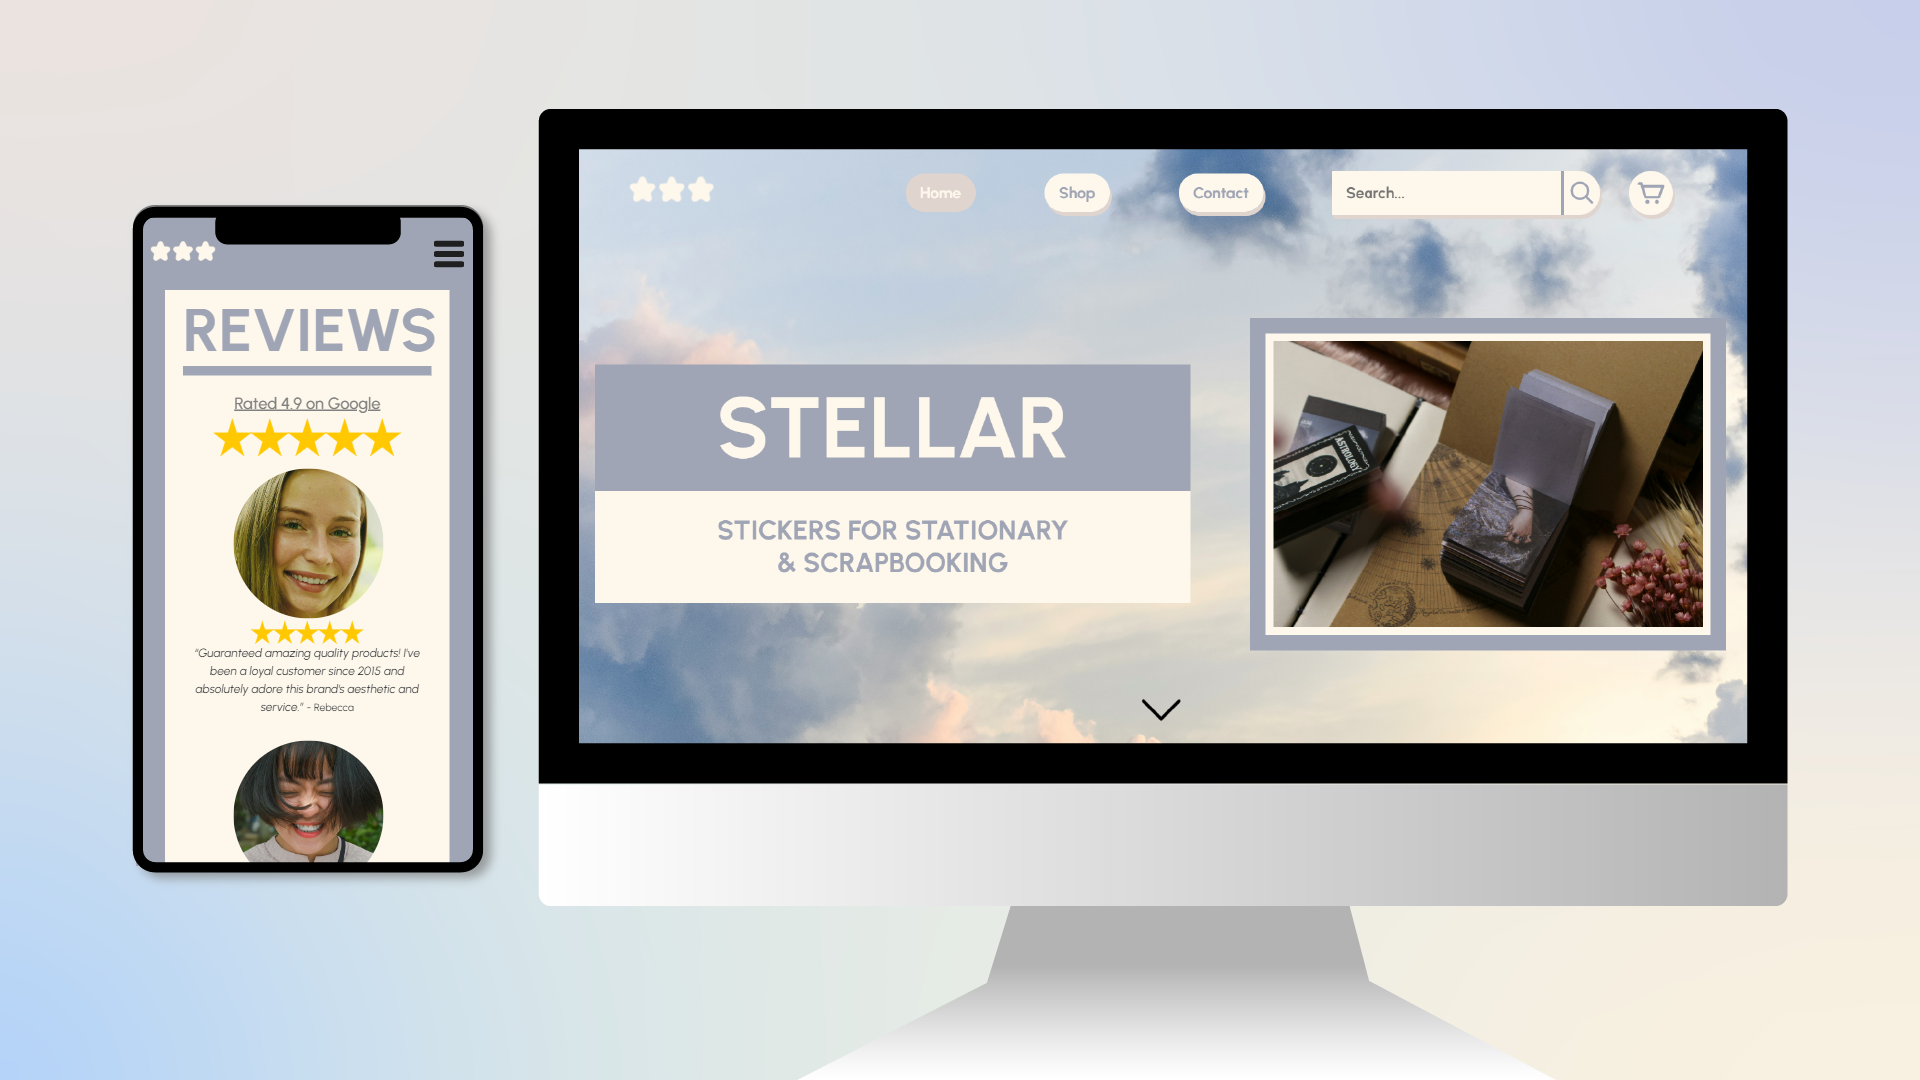 REVIEWS
Rated 4.9 on Google
"Guaranteed amazing quality products! I've
been a loyal customer since 2015 and
absolutely adore this brand's aesthetic and
service." - Rebecca
Home
Shop
Contact
Search...
STELLAR
STICKERS FOR STATIONARY
& SCRAPBOOKING
ASTROLOGY